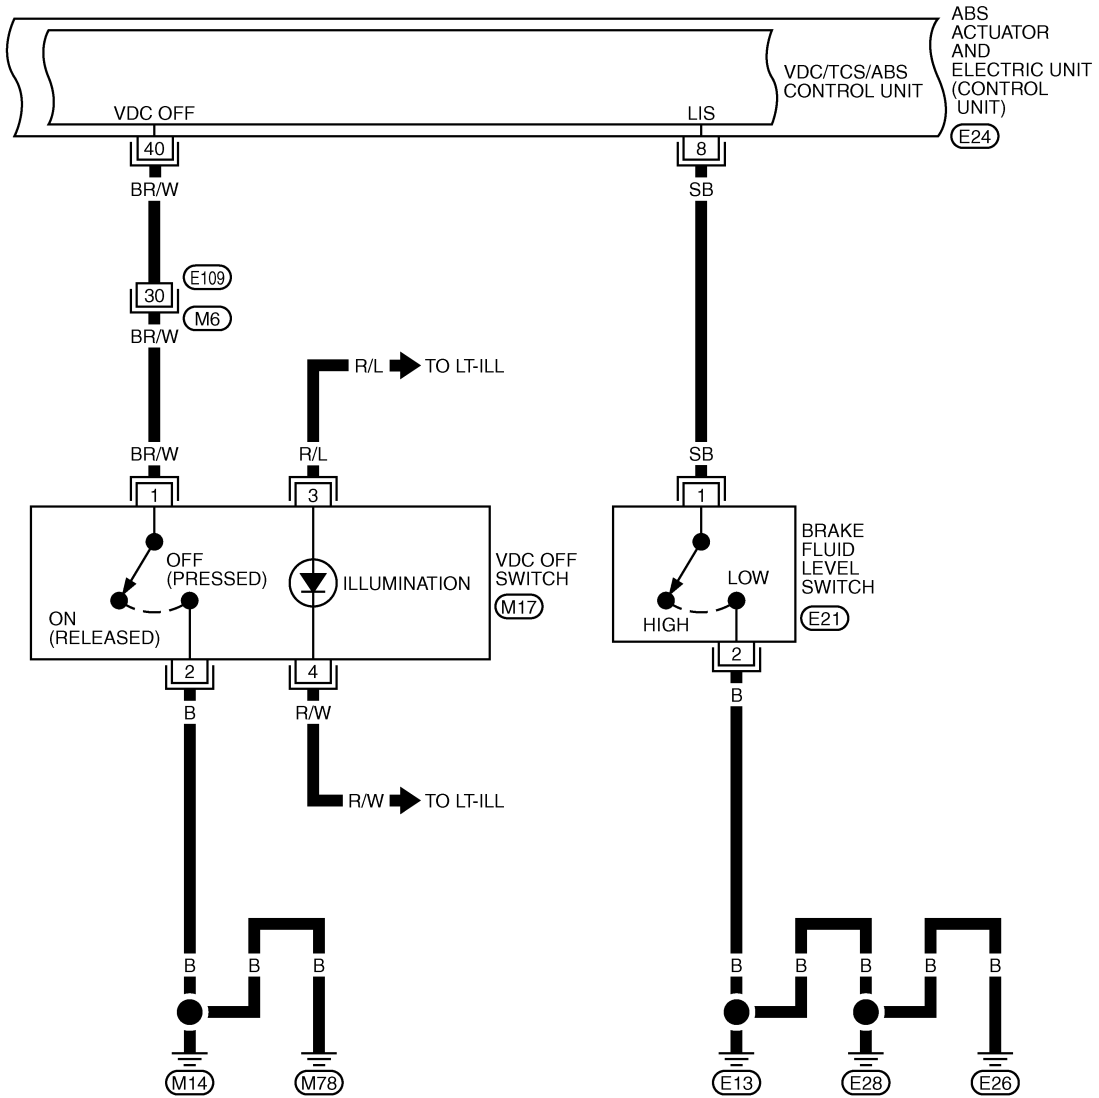 ABS
ACTUATOR
AND
ELECTRIC UNIT
(CONTROL
UNIT)
E24
VDC/TCS/ABS
CONTROL UNIT
VDC OFF
LIS
40
8
BR/W
SB
E109
30
M6
BR/W
R/L
TO LT-ILL
BR/W
R/L
SB
1
3
1
OFF
(PRESSED)
ON
(RELEASED)
ILLUMINATION
VDC OFF
SWITCH
M17
LOW
HIGH
BRAKE
FLUID
LEVEL
SWITCH
E21
2
4
2
B
R/W
B
R/W
TO LT-ILL
B
B
B
B
B
B
B
B
M14
M78
E13
E28
E26